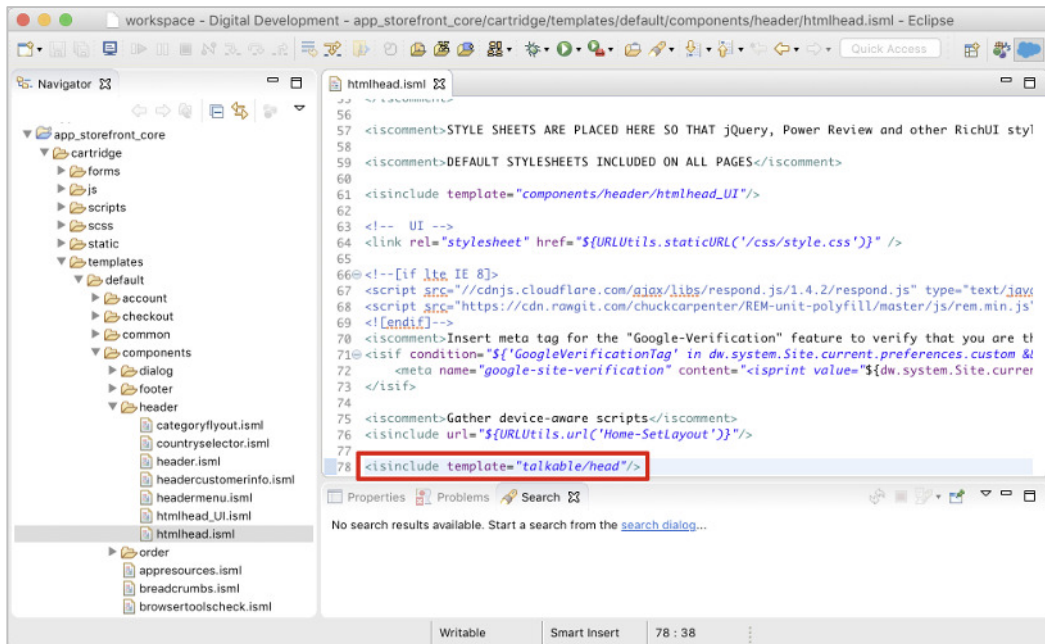 workspace - Digital Development - app_storefront_core/cartridge/templates/default/components/header/htmlhead.isml - Eclipse
Quick Access
Navigator
app_storefront_core
cartridge
forms
js
scripts
scss
static
templates
default
account
checkout
common
components
dialog
footer
header
categoryflyout.isml
countryselector.isml
header.isml
headercustomerinfo.isml
headermenu.isml
htmlhead_UI.isml
htmlhead.isml
order
appresources.isml
breadcrumbs.isml
browsertoolscheck.isml
htmlhead.isml
55 </iscomment>
56
57 <iscomment>STYLE SHEETS ARE PLACED HERE SO THAT jQuery, Power Review and other RichUI styl
58
59 <iscomment>DEFAULT STYLESHEETS INCLUDED ON ALL PAGES</iscomment>
60
61 <isinclude template="components/header/htmlhead_UI"/>
62
63 <!-- UI -->
64 <link rel="stylesheet" href="${URLUtils.staticURL('/css/style.css')}" />
65
66 <!--[if lte IE 8]>
67 <script src="//cdnjs.cloudflare.com/ajax/libs/respond.js/1.4.2/respond.js" type="text/java
68 <script src="https://cdn.rawgit.com/chuckcarpenter/REM-unit-polyfill/master/js/rem.min.js"
69 <![endif]-->
70 <iscomment>Insert meta tag for the "Google-Verification" feature to verify that you are th
71 <isif condition="${'GoogleVerificationTag' in dw.system.Site.current.preferences.custom &&
72 <meta name="google-site-verification" content="<isprint value="${dw.system.Site.curren
73 </isif>
74
75 <iscomment>Gather device-aware scripts</iscomment>
76 <isinclude url="${URLUtils.url('Home-SetLayout')}"/>
77
78 <isinclude template="talkable/head"/>
Properties Problems Search
No search results available. Start a search from the search dialog...
Writable Smart Insert 78 : 38